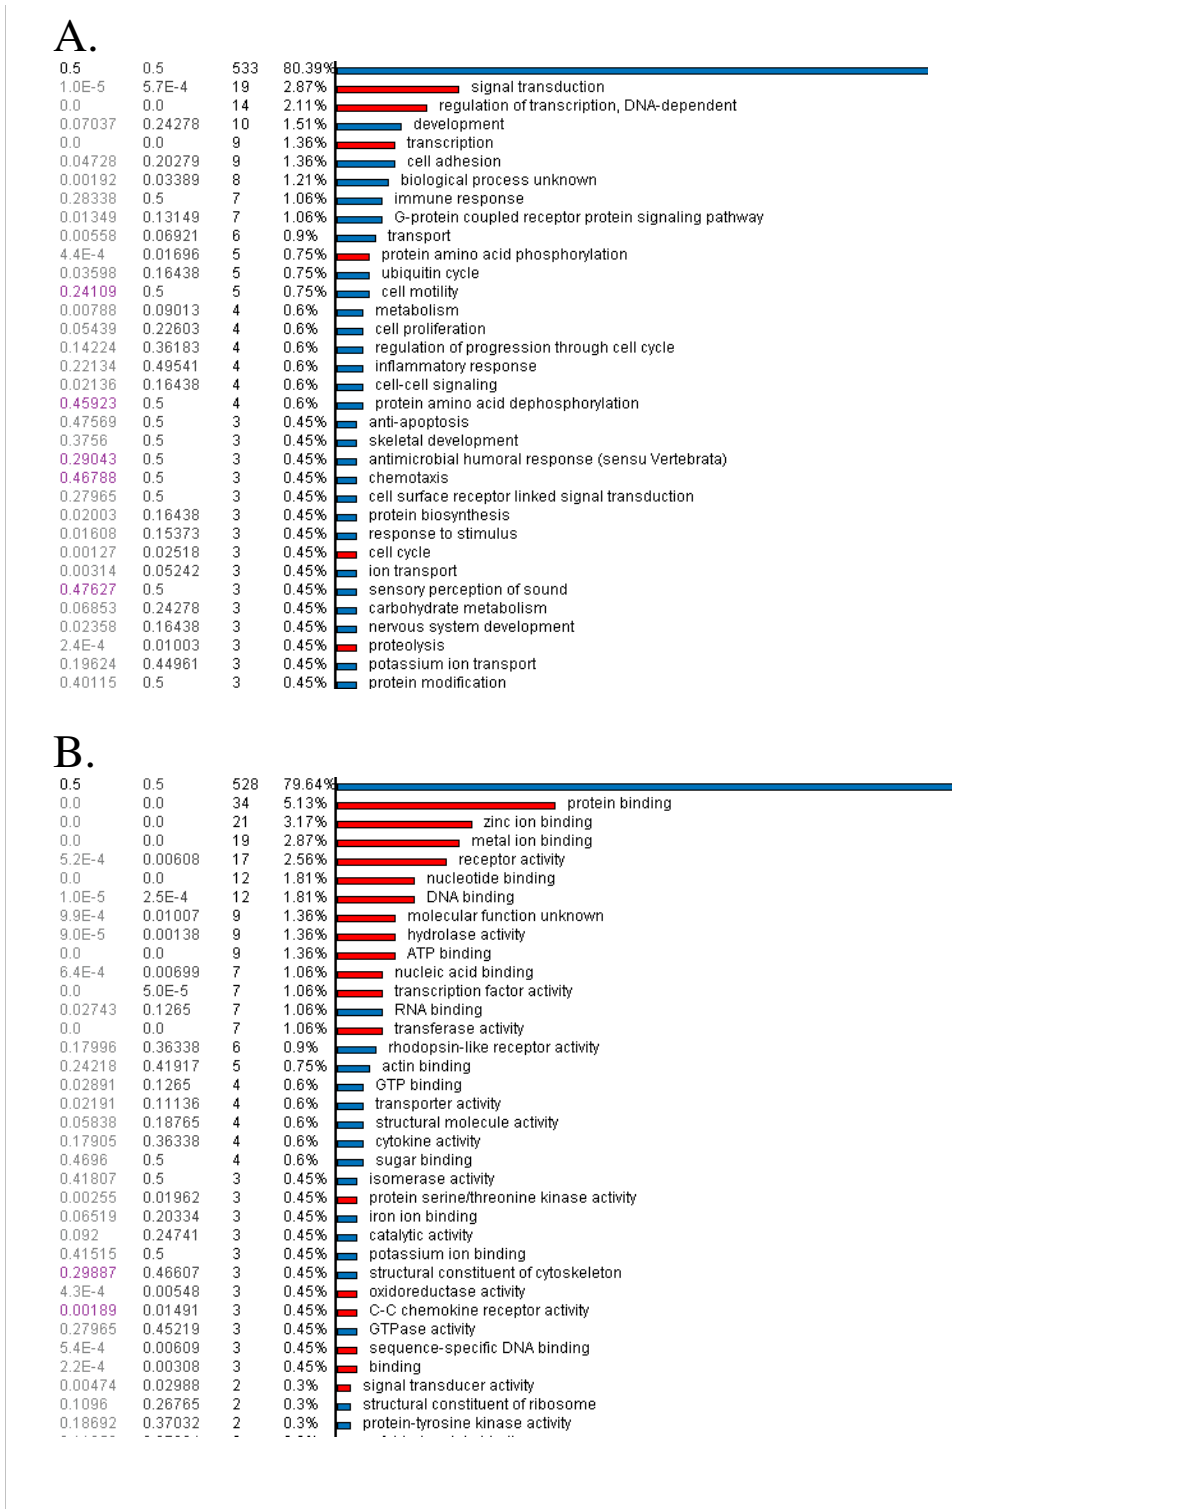 A.
0.5 0.5 533 80.39%
1.0E-5 5.7E-4 19 2.87% signal transduction
0.0 0.0 14 2.11% regulation of transcription, DNA-dependent
0.07037 0.24278 10 1.51% development
0.0 0.0 9 1.36% transcription
0.04728 0.20279 9 1.36% cell adhesion
0.00192 0.03389 8 1.21% biological process unknown
0.28338 0.5 7 1.06% immune response
0.01349 0.13149 7 1.06% G-protein coupled receptor protein signaling pathway
0.00558 0.06921 6 0.9% transport
4.4E-4 0.01696 5 0.75% protein amino acid phosphorylation
0.03598 0.16438 5 0.75% ubiquitin cycle
0.24109 0.5 5 0.75% cell motility
0.00788 0.09013 4 0.6% metabolism
0.05439 0.22603 4 0.6% cell proliferation
0.14224 0.36183 4 0.6% regulation of progression through cell cycle
0.22134 0.49541 4 0.6% inflammatory response
0.02136 0.16438 4 0.6% cell-cell signaling
0.45923 0.5 4 0.6% protein amino acid dephosphorylation
0.47569 0.5 3 0.45% anti-apoptosis
0.3756 0.5 3 0.45% skeletal development
0.29043 0.5 3 0.45% antimicrobial humoral response (sensu Vertebrata)
0.46788 0.5 3 0.45% chemotaxis
0.27965 0.5 3 0.45% cell surface receptor linked signal transduction
0.02003 0.16438 3 0.45% protein biosynthesis
0.01608 0.15373 3 0.45% response to stimulus
0.00127 0.02518 3 0.45% cell cycle
0.00314 0.05242 3 0.45% ion transport
0.47627 0.5 3 0.45% sensory perception of sound
0.06853 0.24278 3 0.45% carbohydrate metabolism
0.02358 0.16438 3 0.45% nervous system development
2.4E-4 0.01003 3 0.45% proteolysis
0.19624 0.44961 3 0.45% potassium ion transport
0.40115 0.5 3 0.45% protein modification
B.
0.5 0.5 528 79.64%
0.0 0.0 34 5.13% protein binding
0.0 0.0 21 3.17% zinc ion binding
0.0 0.0 19 2.87% metal ion binding
5.2E-4 0.00608 17 2.56% receptor activity
0.0 0.0 12 1.81% nucleotide binding
1.0E-5 2.5E-4 12 1.81% DNA binding
9.9E-4 0.01007 9 1.36% molecular function unknown
9.0E-5 0.00138 9 1.36% hydrolase activity
0.0 0.0 9 1.36% ATP binding
6.4E-4 0.00699 7 1.06% nucleic acid binding
0.0 5.0E-5 7 1.06% transcription factor activity
0.02743 0.1265 7 1.06% RNA binding
0.0 0.0 7 1.06% transferase activity
0.17996 0.36338 6 0.9% rhodopsin-like receptor activity
0.24218 0.41917 5 0.75% actin binding
0.02891 0.1265 4 0.6% GTP binding
0.02191 0.11136 4 0.6% transporter activity
0.05838 0.18765 4 0.6% structural molecule activity
0.17905 0.36338 4 0.6% cytokine activity
0.4696 0.5 4 0.6% sugar binding
0.41807 0.5 3 0.45% isomerase activity
0.00255 0.01962 3 0.45% protein serine/threonine kinase activity
0.06519 0.20334 3 0.45% iron ion binding
0.092 0.24741 3 0.45% catalytic activity
0.41515 0.5 3 0.45% potassium ion binding
0.29887 0.46607 3 0.45% structural constituent of cytoskeleton
4.3E-4 0.00548 3 0.45% oxidoreductase activity
0.00189 0.01491 3 0.45% C-C chemokine receptor activity
0.27965 0.45219 3 0.45% GTPase activity
5.4E-4 0.00609 3 0.45% sequence-specific DNA binding
2.2E-4 0.00308 3 0.45% binding
0.00474 0.02988 2 0.3% signal transducer activity
0.1096 0.26765 2 0.3% structural constituent of ribosome
0.18692 0.37032 2 0.3% protein-tyrosine kinase activity